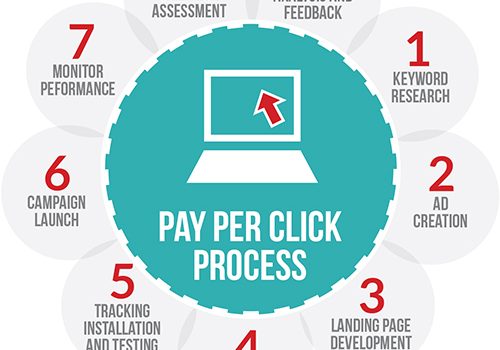 ASSESSMENT
ANALYSIS AND
FEEDBACK
1
KEYWORD
RESEARCH
2
AD
CREATION
3
LANDING PAGE
DEVELOPMENT
4
5
TRACKING
INSTALLATION
AND TESTING
6
CAMPAIGN
LAUNCH
7
MONITOR
PEFORMANCE
PAY PER CLICK
PROCESS